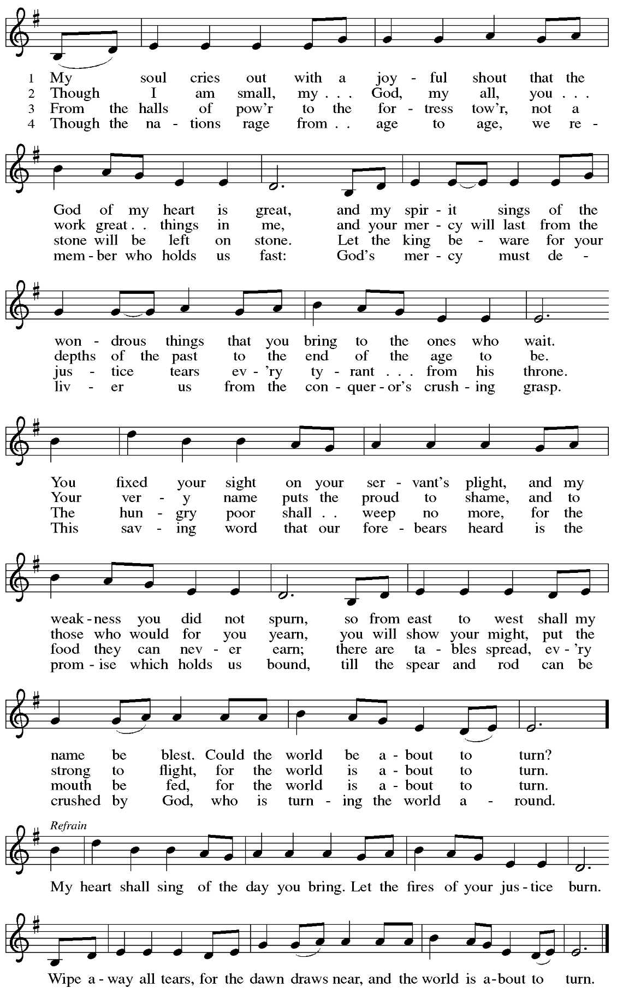 1 My soul cries out with a joy - ful shout that the
2 Though I am small, my . . . God, my all, you . . .
3 From the halls of pow’r to the for - tress tow’r, not a
4 Though the na - tions rage from . . age to age, we re -
God of my heart is great, and my spir - it sings of the
work great . . things in me, and your mer - cy will last from the
stone will be left on stone. Let the king be - ware for your
mem - ber who holds us fast: God’s mer - cy must de -
won - drous things that you bring to the ones who wait.
depths of the past to the end of the age to be.
jus - tice tears ev - ’ry ty - rant . . . from his throne.
liv - er us from the con - quer - or’s crush - ing grasp.
You fixed your sight on your ser - vant’s plight, and my
Your ver - y name puts the proud to shame, and to
The hun - gry poor shall . . weep no more, for the
This sav - ing word that our fore - bears heard is the
weak - ness you did not spurn, so from east to west shall my
those who would for you yearn, you will show your might, put the
food they can nev - er earn; there are ta - bles spread, ev - ’ry
prom - ise which holds us bound, till the spear and rod can be
name be blest. Could the world be a - bout to turn?
strong to flight, for the world is a - bout to turn.
mouth be fed, for the world is a - bout to turn.
crushed by God, who is turn - ing the world a - round.
Refrain
My heart shall sing of the day you bring. Let the fires of your jus - tice burn.
Wipe a - way all tears, for the dawn draws near, and the world is a - bout to turn.